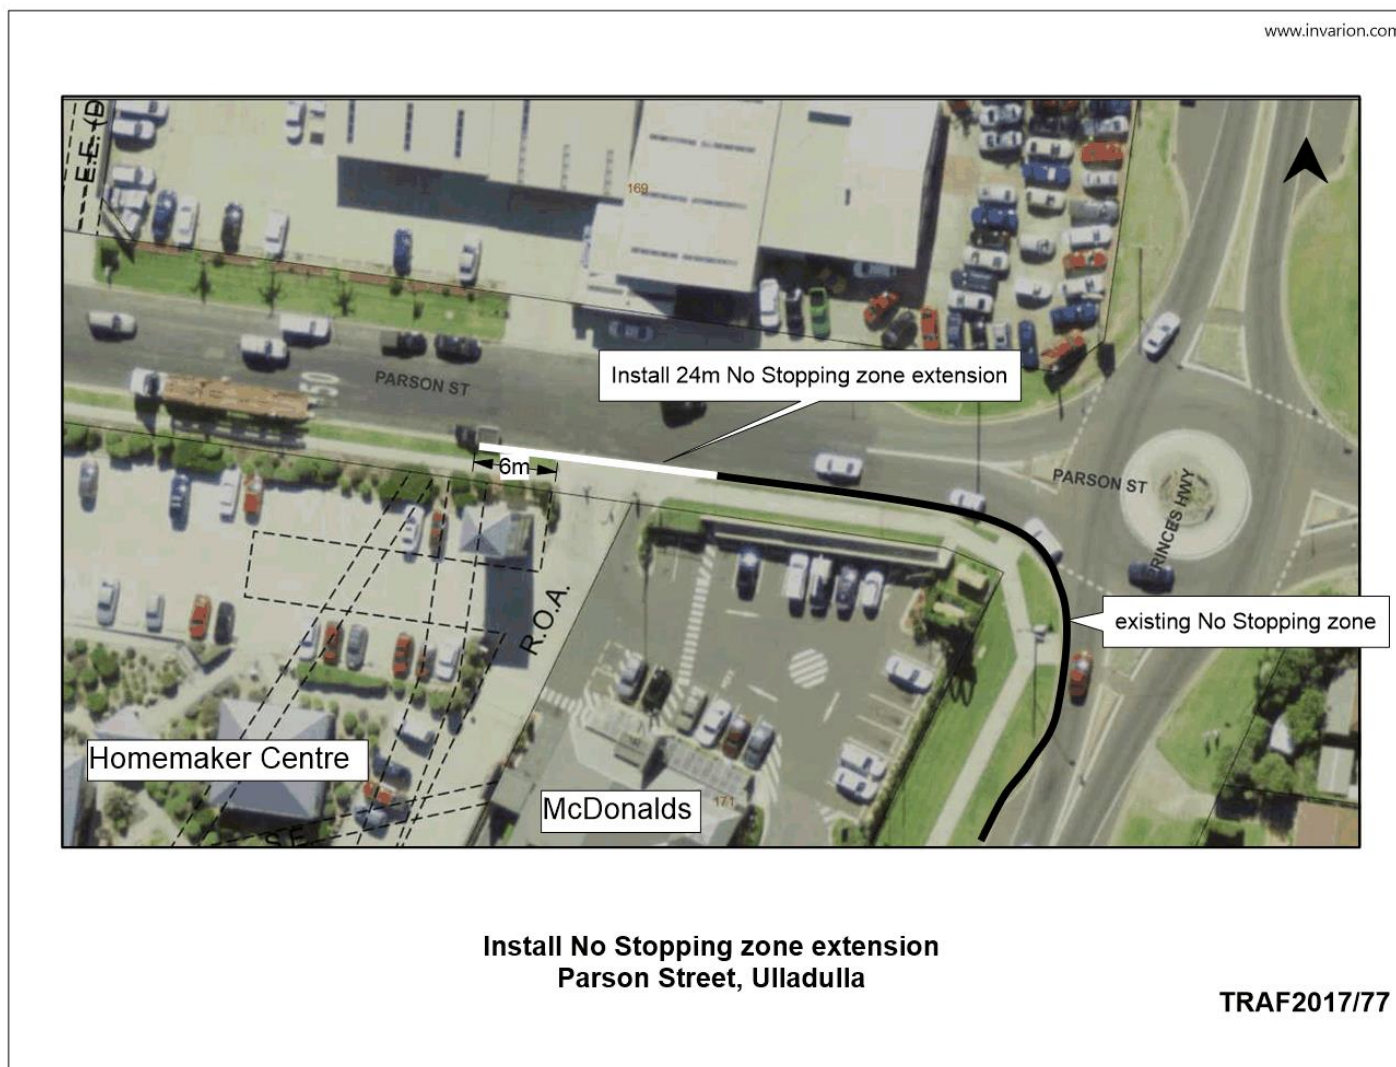 www.invarion.com
E.E. (D
169
50
PARSON ST
Install 24m No Stopping zone extension
6m
PARSON ST
PRINCES HWY
R.O.A.
existing No Stopping zone
Homemaker Centre
McDonalds
171
S.E.
Install No Stopping zone extension
Parson Street, Ulladulla
TRAF2017/77